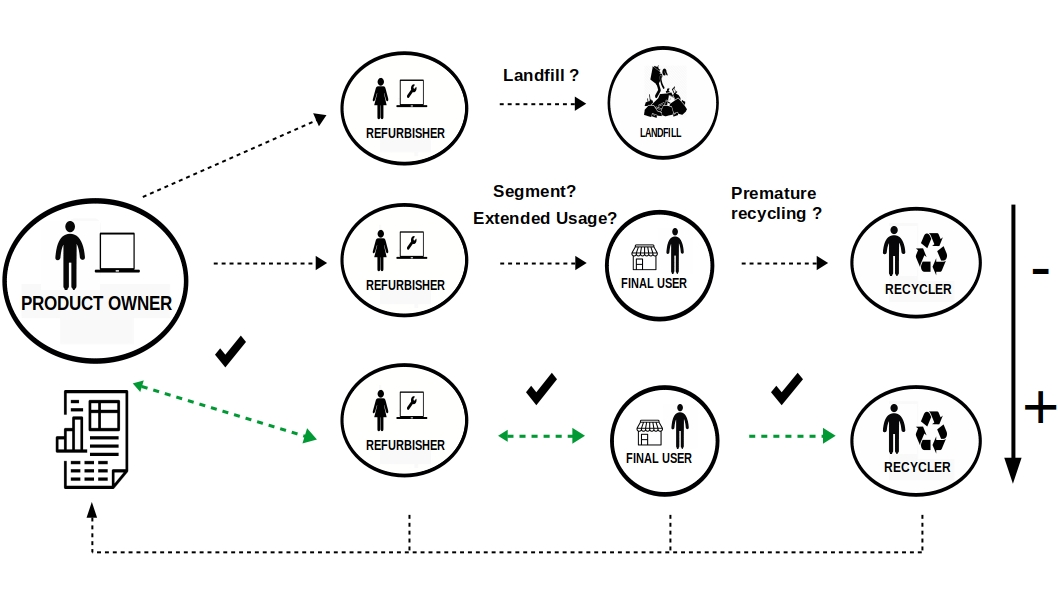 Landfill ?
REFURBISHER
LANDFILL
Segment?
Extended Usage?
Premature
recycling ?
PRODUCT OWNER
REFURBISHER
FINAL USER
RECYCLER
-
+
REFURBISHER
FINAL USER
RECYCLER